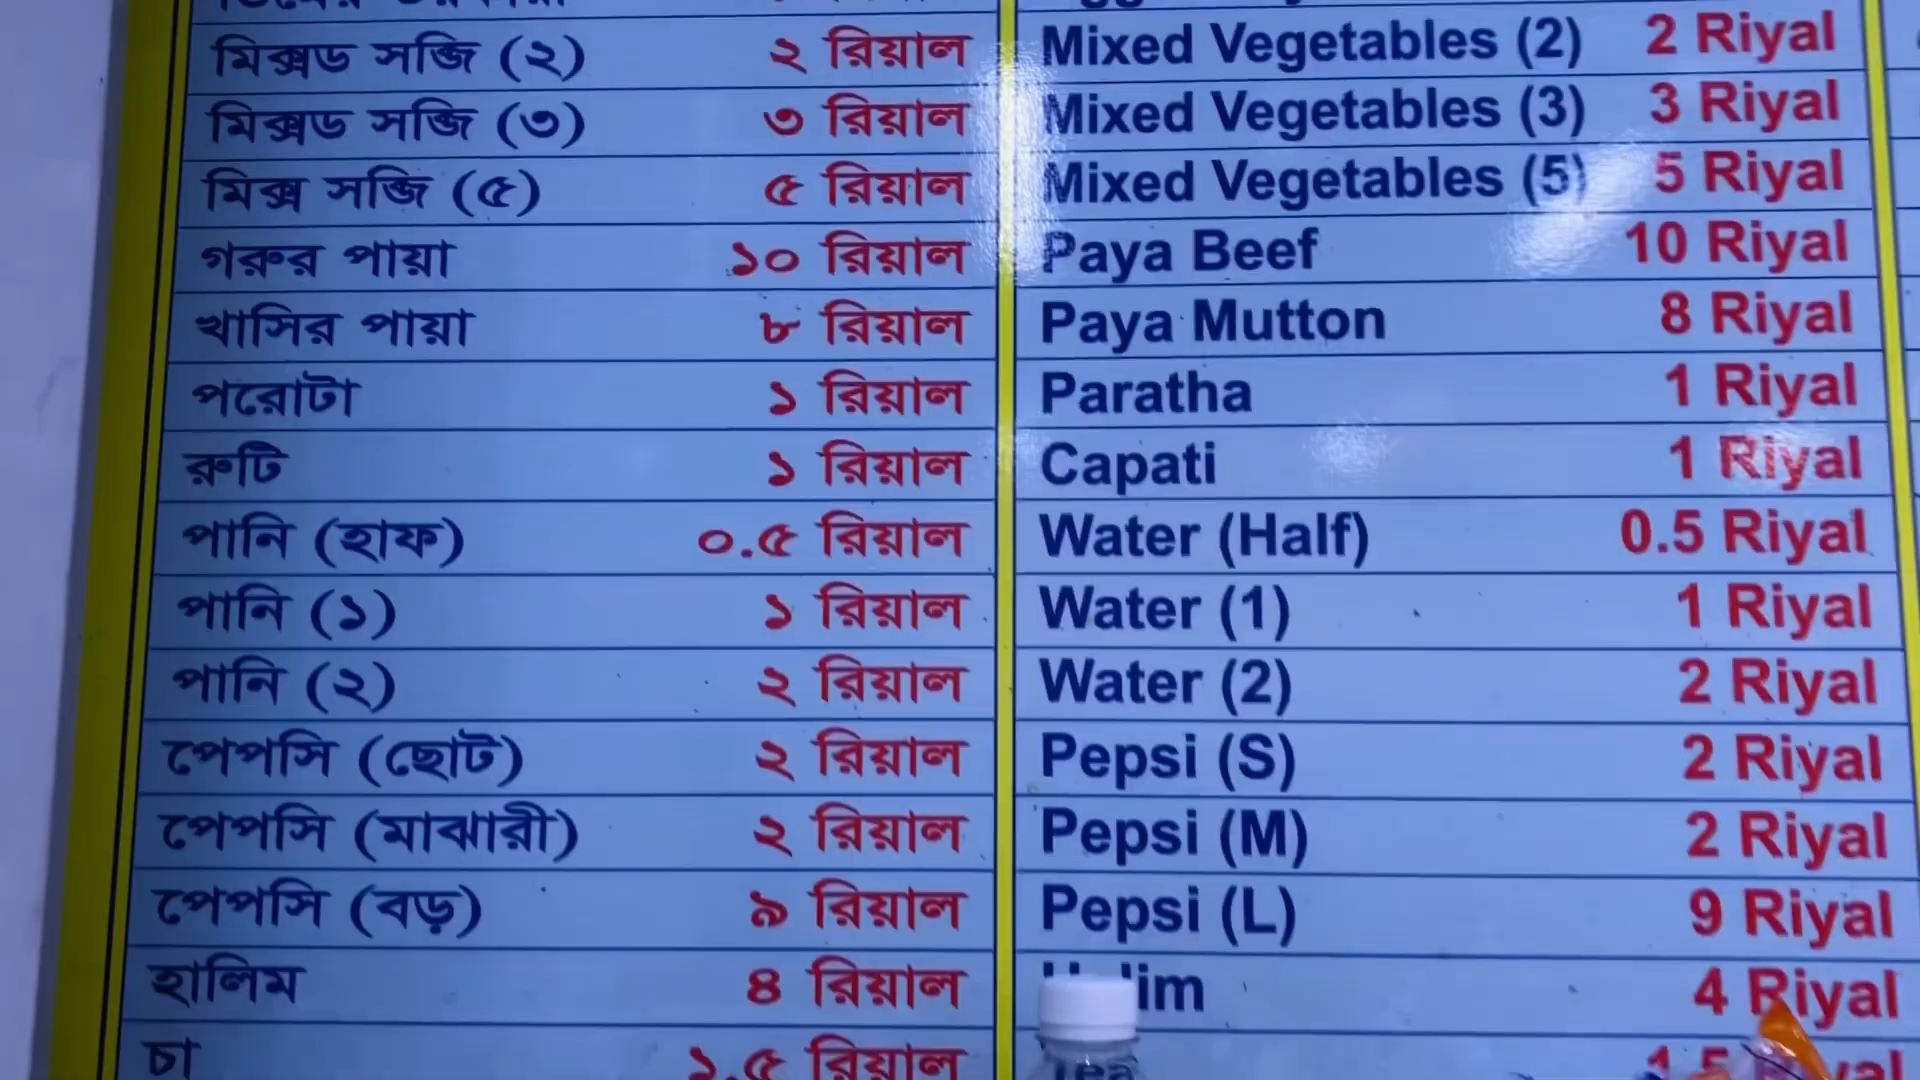 মিক্সড সব্জি (২) ২ রিয়াল Mixed Vegetables (2) 2 Riyal
মিক্সড সব্জি (৩) ৩ রিয়াল Mixed Vegetables (3) 3 Riyal
মিক্স সব্জি (৫) ৫ রিয়াল Mixed Vegetables (5) 5 Riyal
গরুর পায়া ১০ রিয়াল Paya Beef 10 Riyal
খাসির পায়া ৮ রিয়াল Paya Mutton 8 Riyal
পরোটা ১ রিয়াল Paratha 1 Riyal
রুটি ১ রিয়াল Capati 1 Riyal
পানি (হাফ) ০.৫ রিয়াল Water (Half) 0.5 Riyal
পানি (১) ১ রিয়াল Water (1) 1 Riyal
পানি (২) ২ রিয়াল Water (2) 2 Riyal
পেপসি (ছোট) ২ রিয়াল Pepsi (S) 2 Riyal
পেপসি (মাঝারী) ২ রিয়াল Pepsi (M) 2 Riyal
পেপসি (বড়) ৯ রিয়াল Pepsi (L) 9 Riyal
হালিম ৪ রিয়াল 4 Riyal
চা ১.৫ রিয়াল Tea